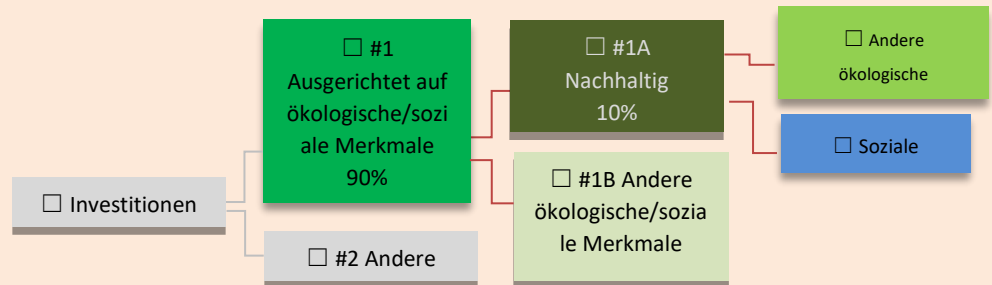 ☐ #1
Ausgerichtet auf
ökologische/sozi
ale Merkmale
90%
☐ #1A
Nachhaltig
10%
☐ Andere
ökologische
☐ Soziale
☐ #1B Andere
ökologische/sozia
le Merkmale
☐ Investitionen
☐ #2 Andere